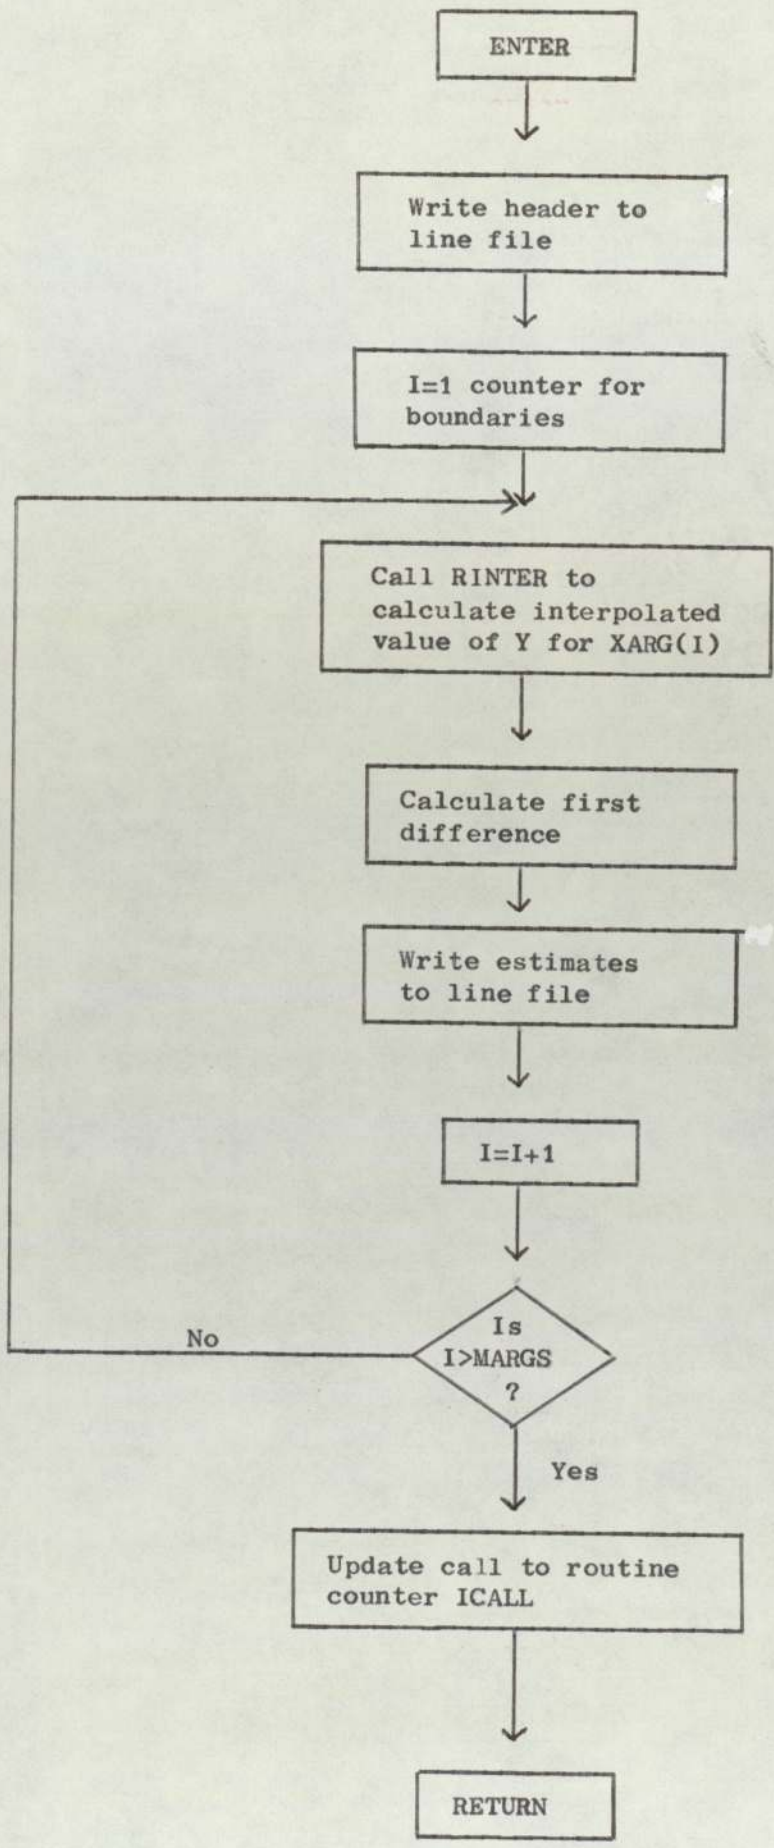 ENTER
Write header to
line file
I=1 counter for
boundaries
Call RINTER to
calculate interpolated
value of Y for XARG(I)
Calculate first
difference
Write estimates
to line file
I=I+1
Is
I>MARGS
?
No
Yes
Update call to routine
counter ICALL
RETURN